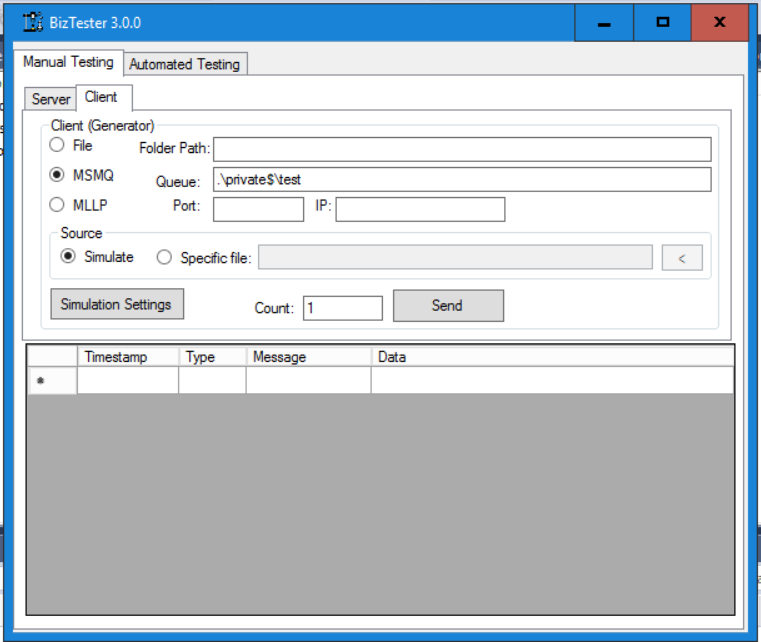 BizTester 3.0.0
Manual Testing Automated Testing
Server Client
Client (Generator)
File Folder Path:
MSMQ Queue: .\private$\test
MLLP Port: IP:
Source
Simulate Specific file: <
Simulation Settings Count: 1 Send
Timestamp Type Message Data
*